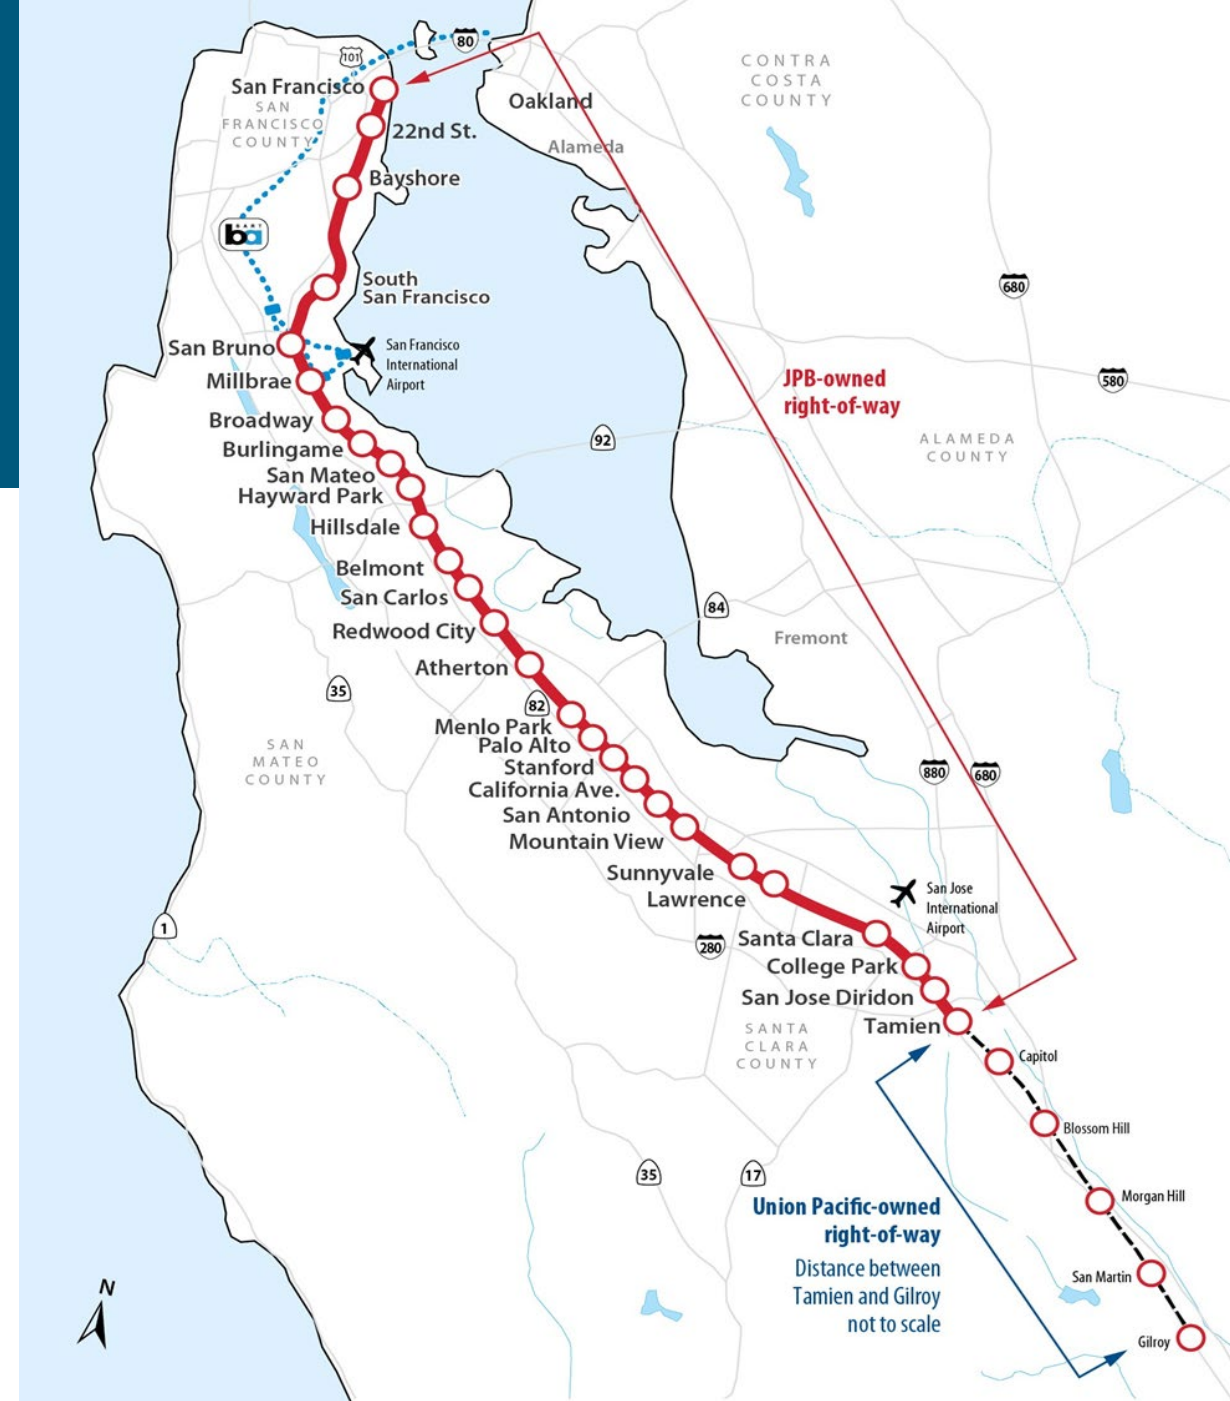 80
101
San Francisco
SAN
FRANCISCO
COUNTY
22nd St.
Oakland
Alameda
CONTRA
COSTA
COUNTY
Bayshore
BART
ba
South
San Francisco
680
San Bruno
San Francisco
International
Airport
Millbrae
JPB-owned
right-of-way
580
Broadway
Burlingame
92
ALAMEDA
COUNTY
San Mateo
Hayward Park
Hillsdale
Belmont
San Carlos
84
Redwood City
Fremont
Atherton
35
82
Menlo Park
Palo Alto
SAN
MATEO
COUNTY
Stanford
880
680
California Ave.
San Antonio
Mountain View
Sunnyvale
Lawrence
San Jose
International
Airport
1
280
Santa Clara
College Park
San Jose Diridon
Tamien
SANTA
CLARA
COUNTY
Capitol
Blossom Hill
35
17
Morgan Hill
Union Pacific-owned
right-of-way
Distance between
Tamien and Gilroy
not to scale
San Martin
N
Gilroy